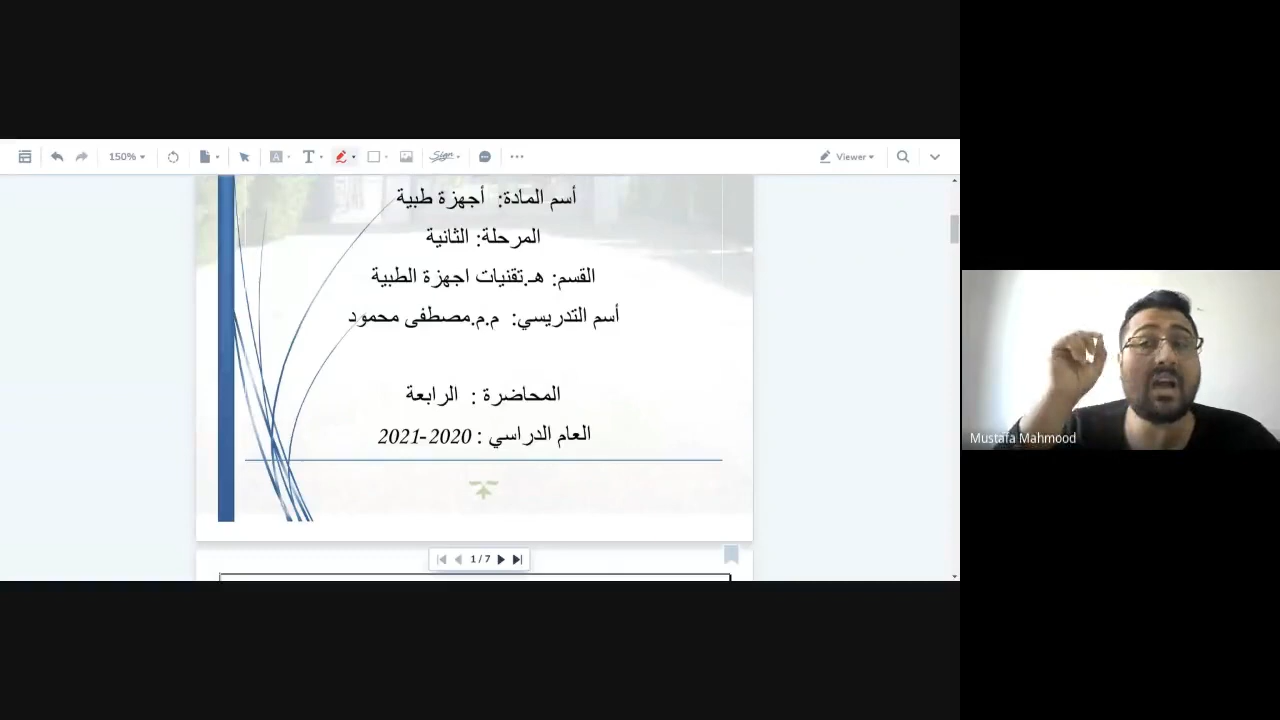 150%
T
Sign
Viewer
أسم المادة: أجهزة طبية
المرحلة: الثانية
القسم: هـ.تقنيات اجهزة الطبية
أسم التدريسي: م.م.مصطفى محمود
المحاضرة : الرابعة
العام الدراسي : 2020-2021
1 / 7
Mustafa Mahmood